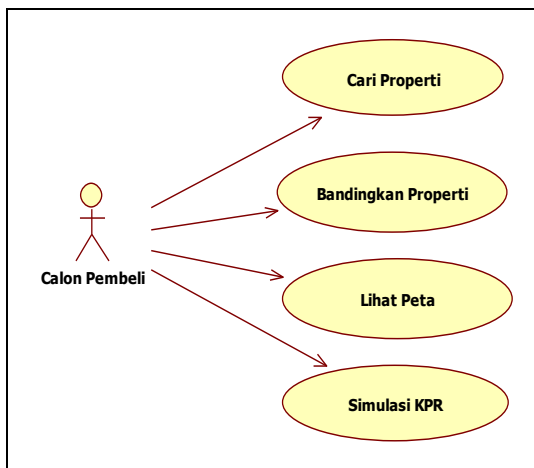 Cari Properti
Bandingkan Properti
Calon Pembeli
Lihat Peta
Simulasi KPR